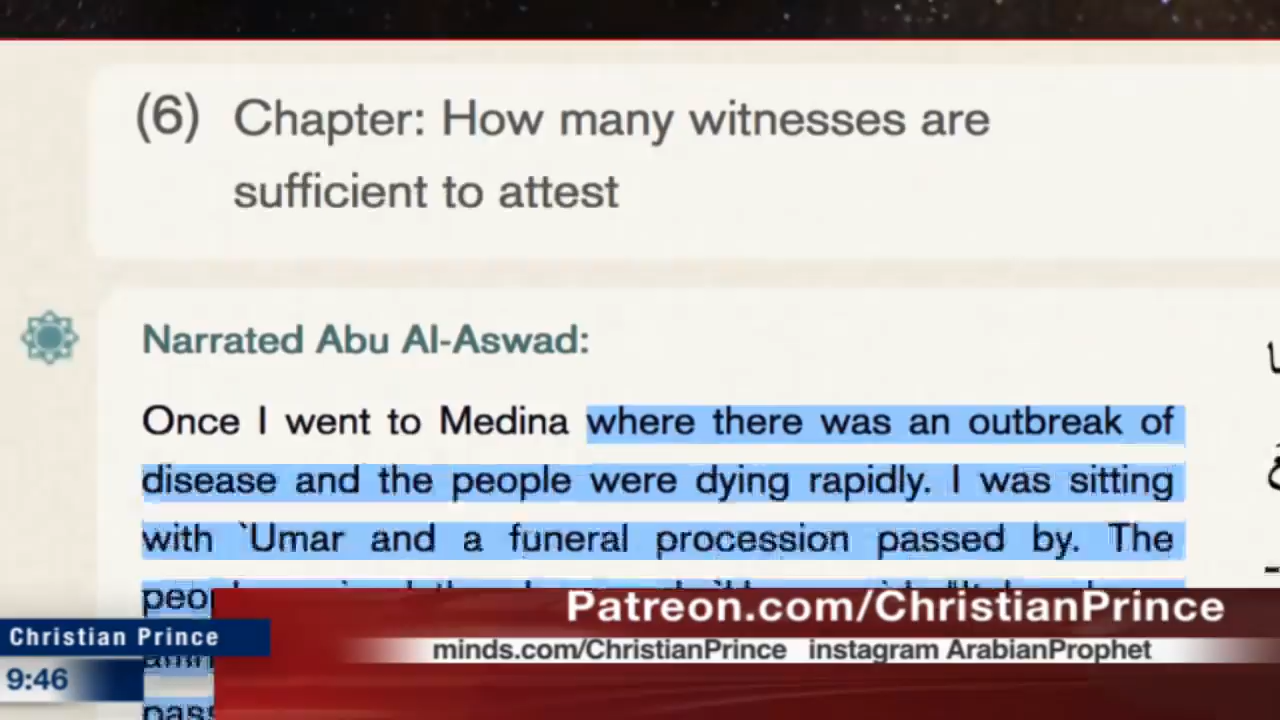 (6) Chapter: How many witnesses are
sufficient to attest
Narrated Abu Al-Aswad:
Once I went to Medina where there was an outbreak of
disease and the people were dying rapidly. I was sitting
with `Umar and a funeral procession passed by. The
Patreon.com/ChristianPrince
Christian Prince
minds.com/ChristianPrince instagram ArabianProphet
9:46